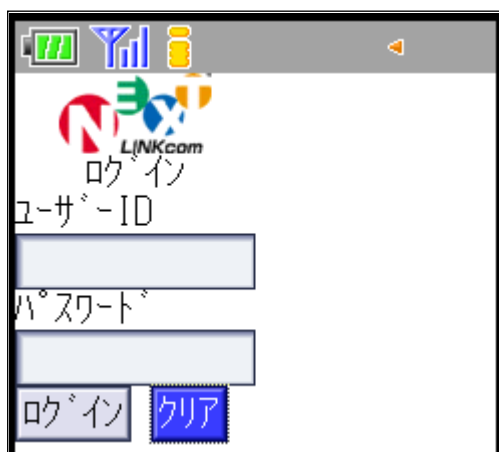 NEXT
LINKcom
ﾛｸﾞｲﾝ
ﾕｰｻﾞｰID
ﾊﾟｽﾜｰﾄﾞ
ﾛｸﾞｲﾝ ｸﾘｱ